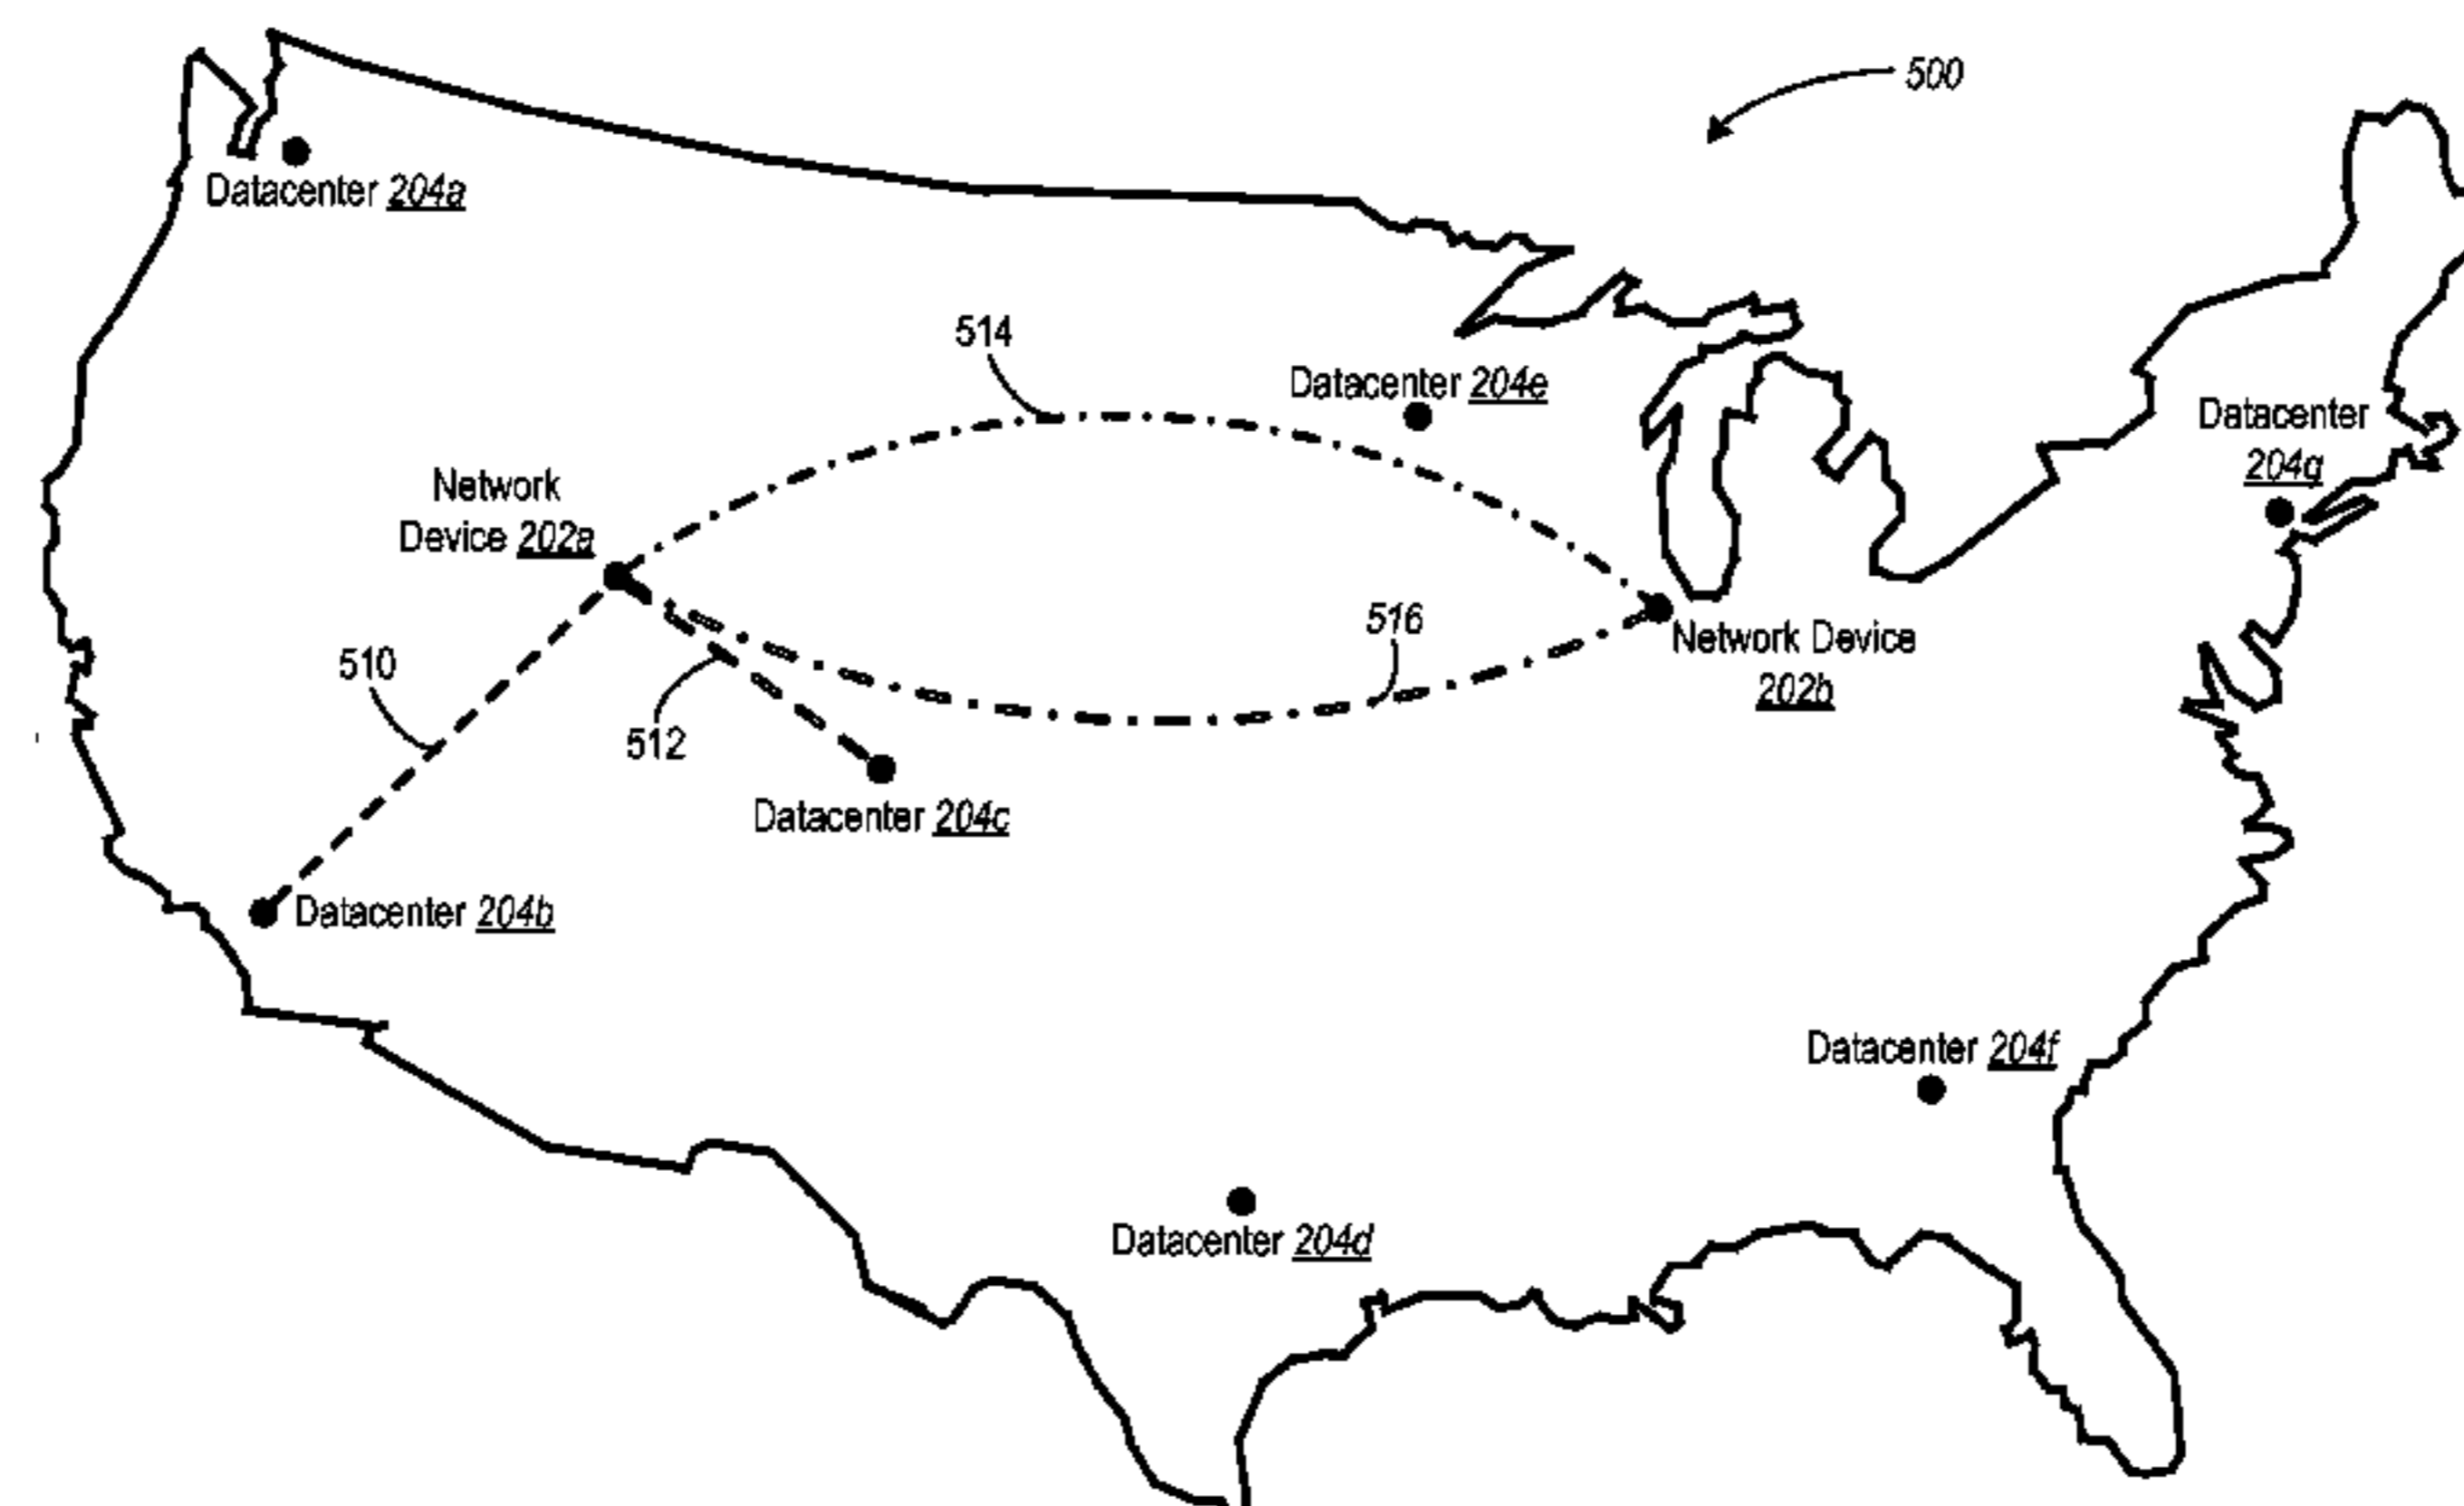 500
Datacenter 204a
514
Datacenter 204e
Datacenter
204g
Network
Device 202a
516
Network Device
202b
510
512
Datacenter 204c
Datacenter 204b
Datacenter 204f
Datacenter 204d